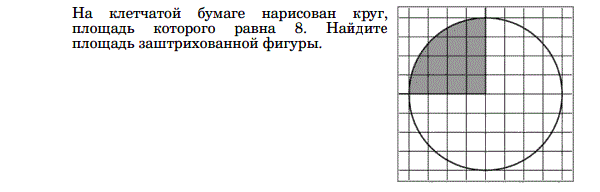 На клетчатой бумаге нарисован круг,
площадь которого равна 8. Найдите
площадь заштрихованной фигуры.